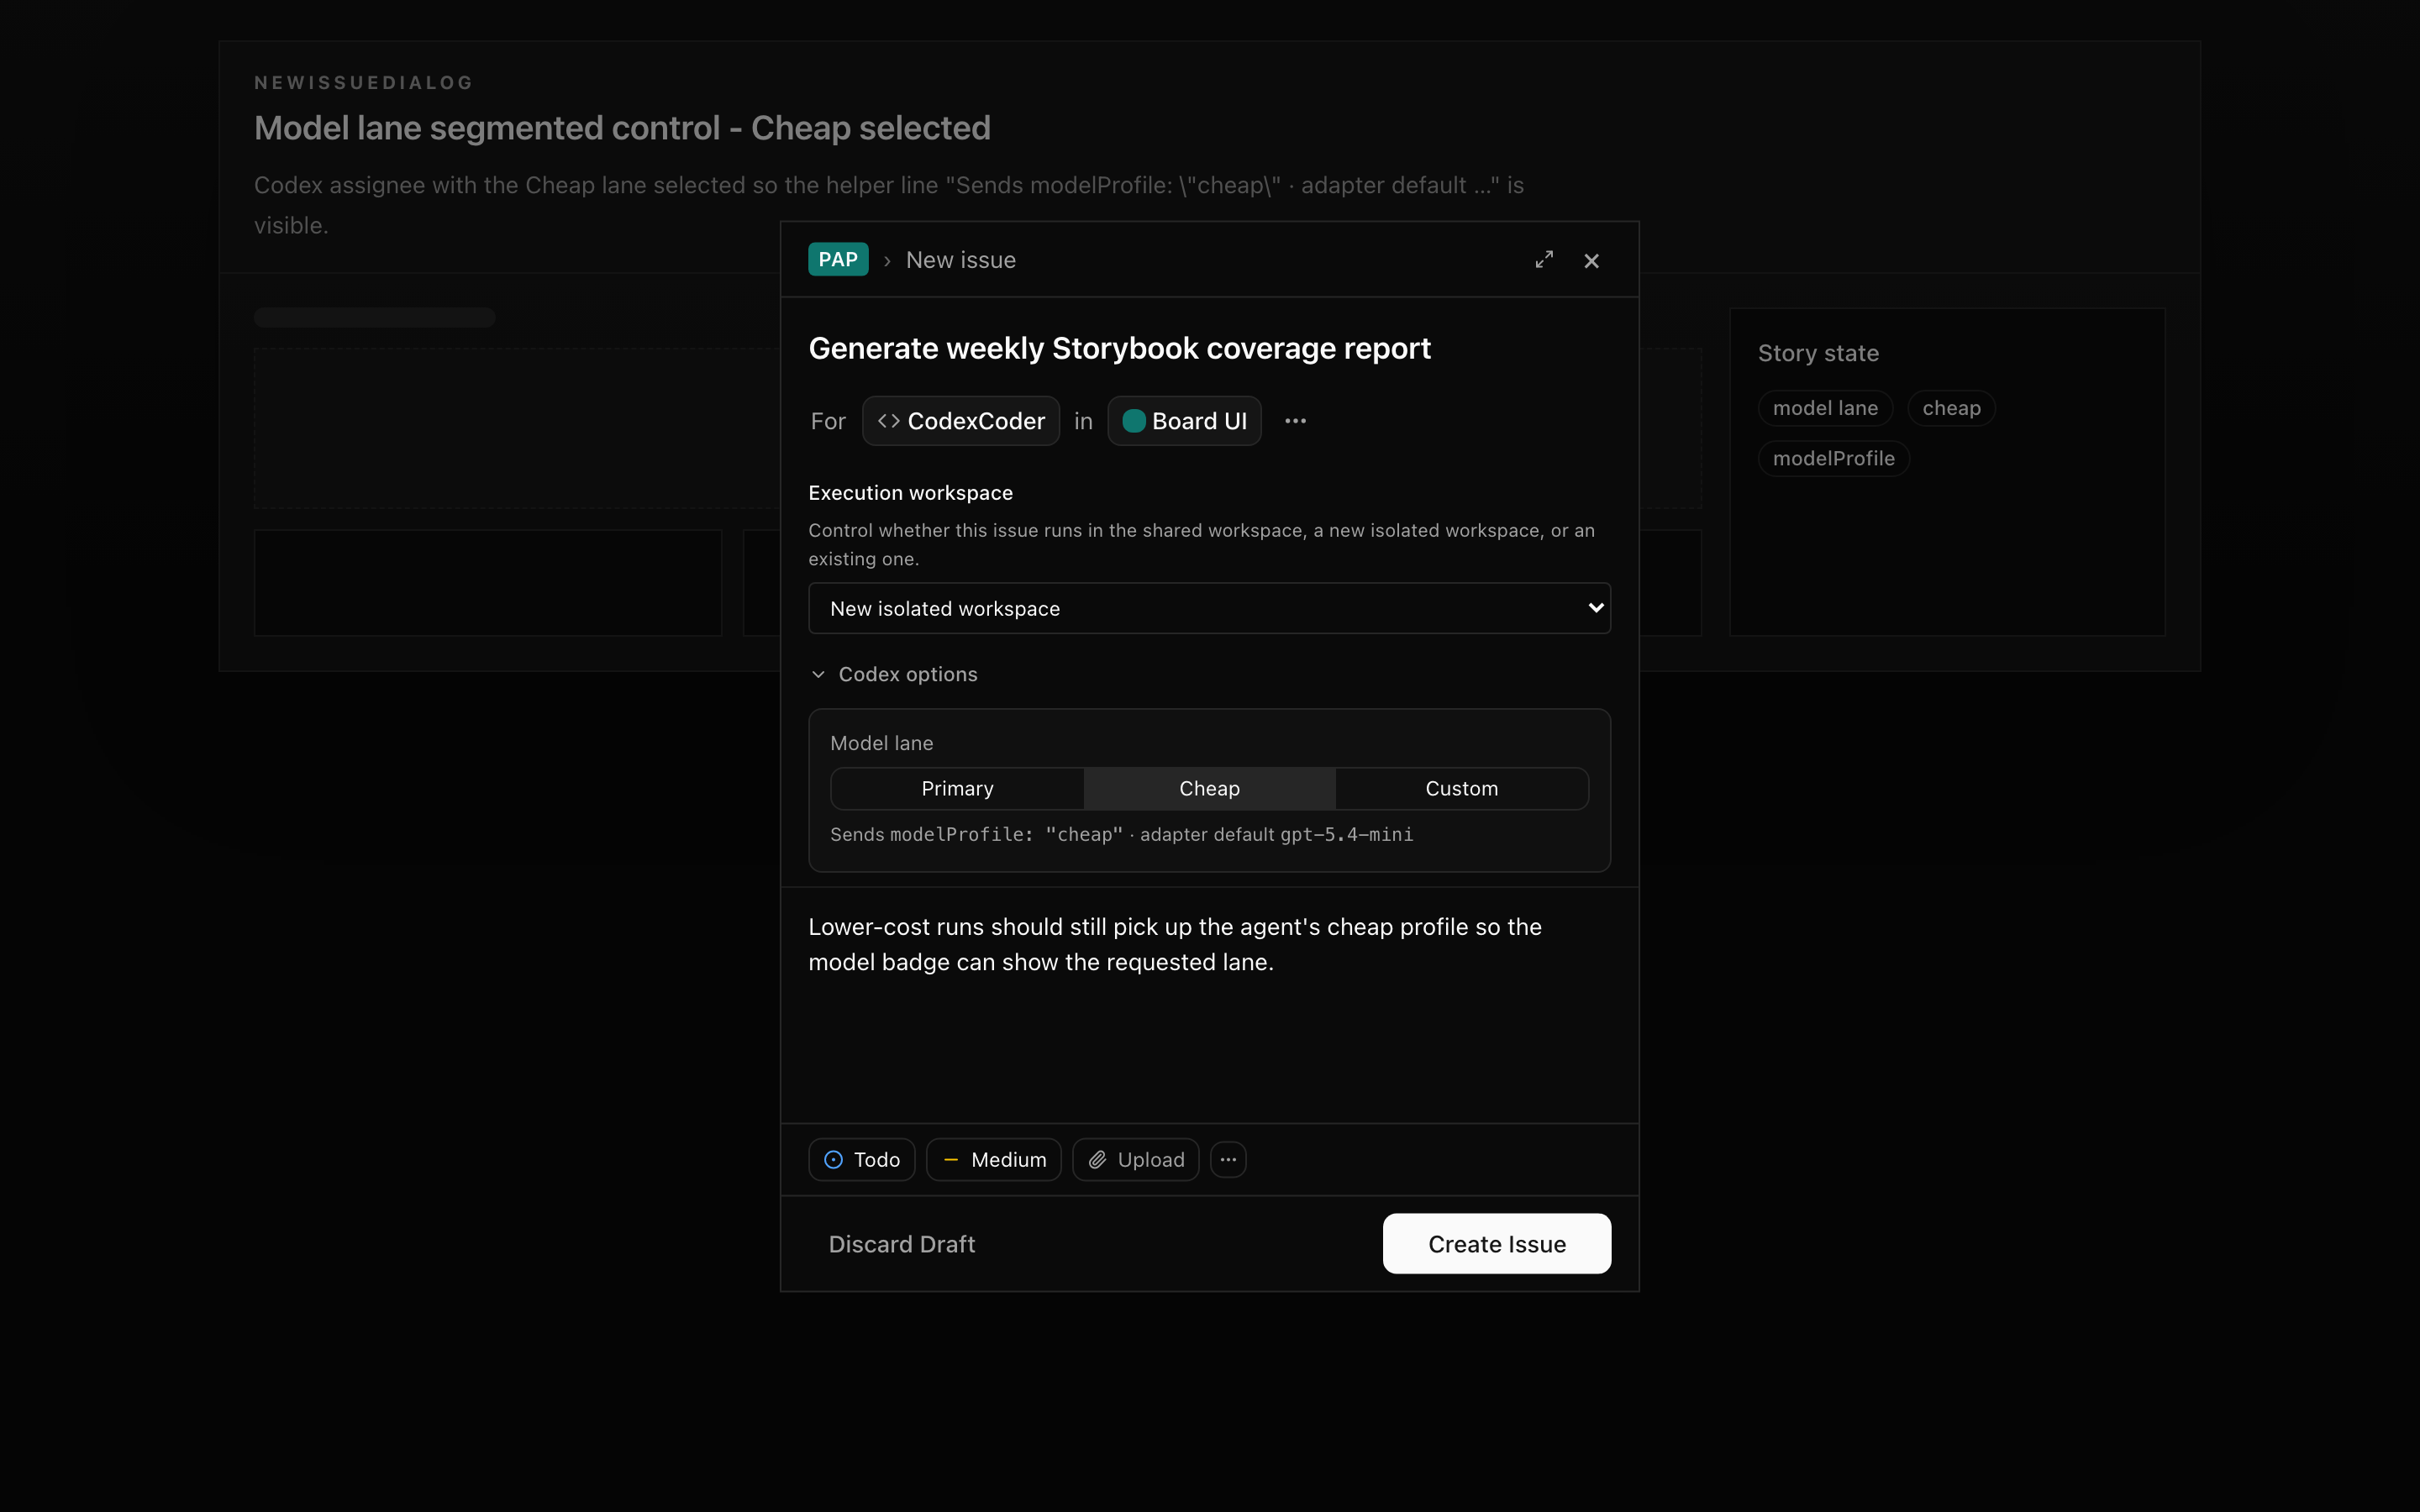 NEWISSUEDIALOG
Model lane segmented control - Cheap selected
Codex assignee with the Cheap lane selected so the helper line "Sends modelProfile: \"cheap\" · adapter default ..." is
visible.
PAP › New issue
Generate weekly Storybook coverage report
For <> CodexCoder in Board UI ···
Execution workspace
Control whether this issue runs in the shared workspace, a new isolated workspace, or an
existing one.
New isolated workspace
Codex options
Model lane
Primary Cheap Custom
Sends modelProfile: "cheap" · adapter default gpt-5.4-mini
Lower-cost runs should still pick up the agent's cheap profile so the
model badge can show the requested lane.
Todo Medium Upload ···
Discard Draft Create Issue
Story state
model lane cheap
modelProfile